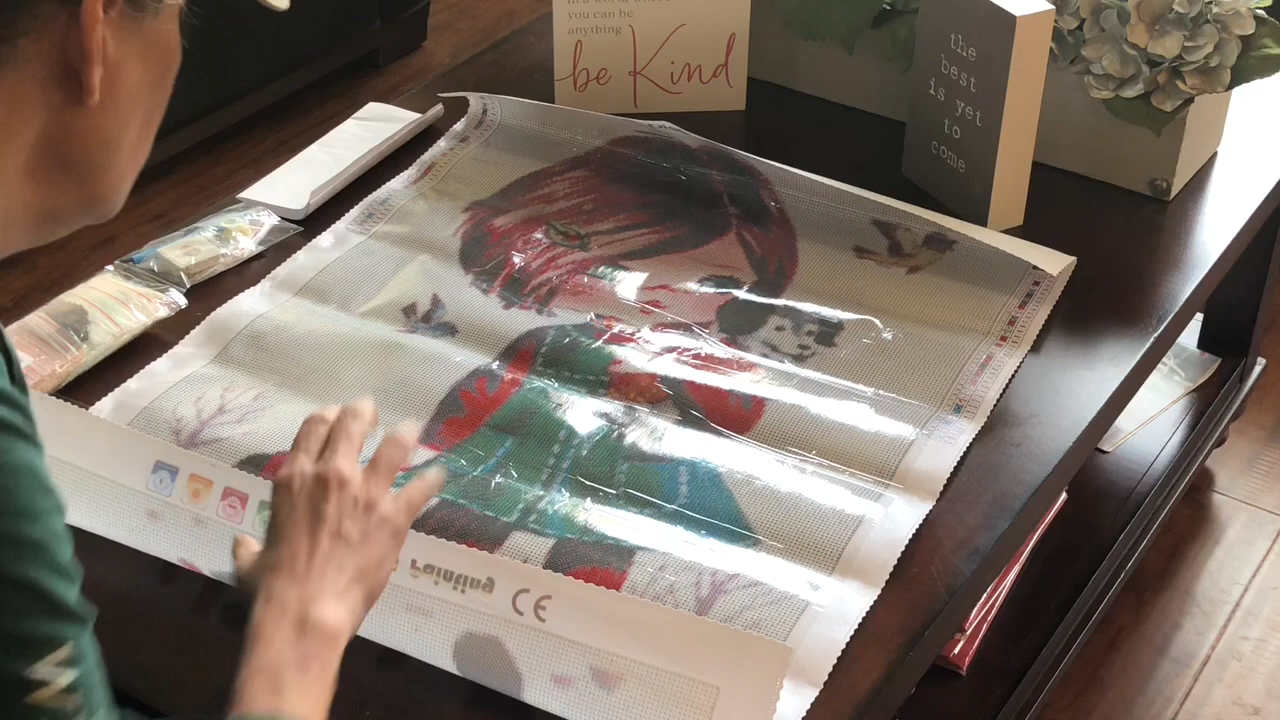 you can be
anything
be Kind
the
best
is yet
to
come
Painting
CE